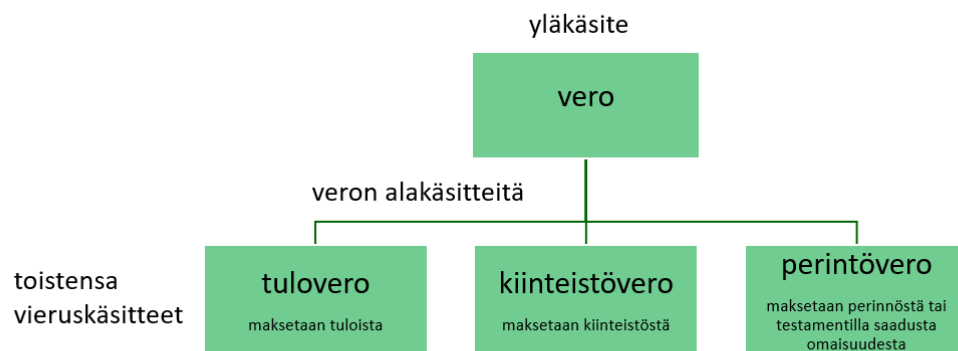 yläkäsite
vero
veron alakäsitteitä
toistensa
vieruskäsitteet
tulovero
maksetaan tuloista
kiinteistövero
maksetaan kiinteistöstä
perintövero
maksetaan perinnöstä tai
testamentilla saadusta
omaisuudesta